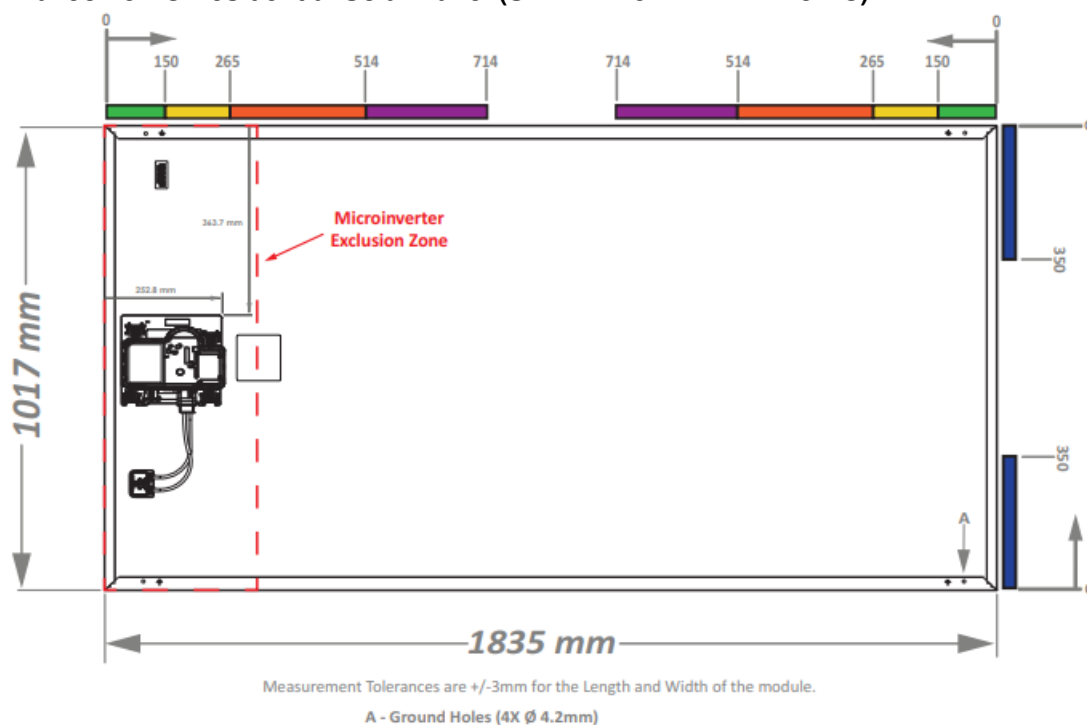 0
0
150
265
514
714
714
514
265
150
363.7 mm
Microinverter
Exclusion Zone
252.8 mm
350
1017 mm
350
A
1835 mm
Measurement Tolerances are +/-3mm for the Length and Width of the module.
A - Ground Holes (4X Ø 4.2mm)